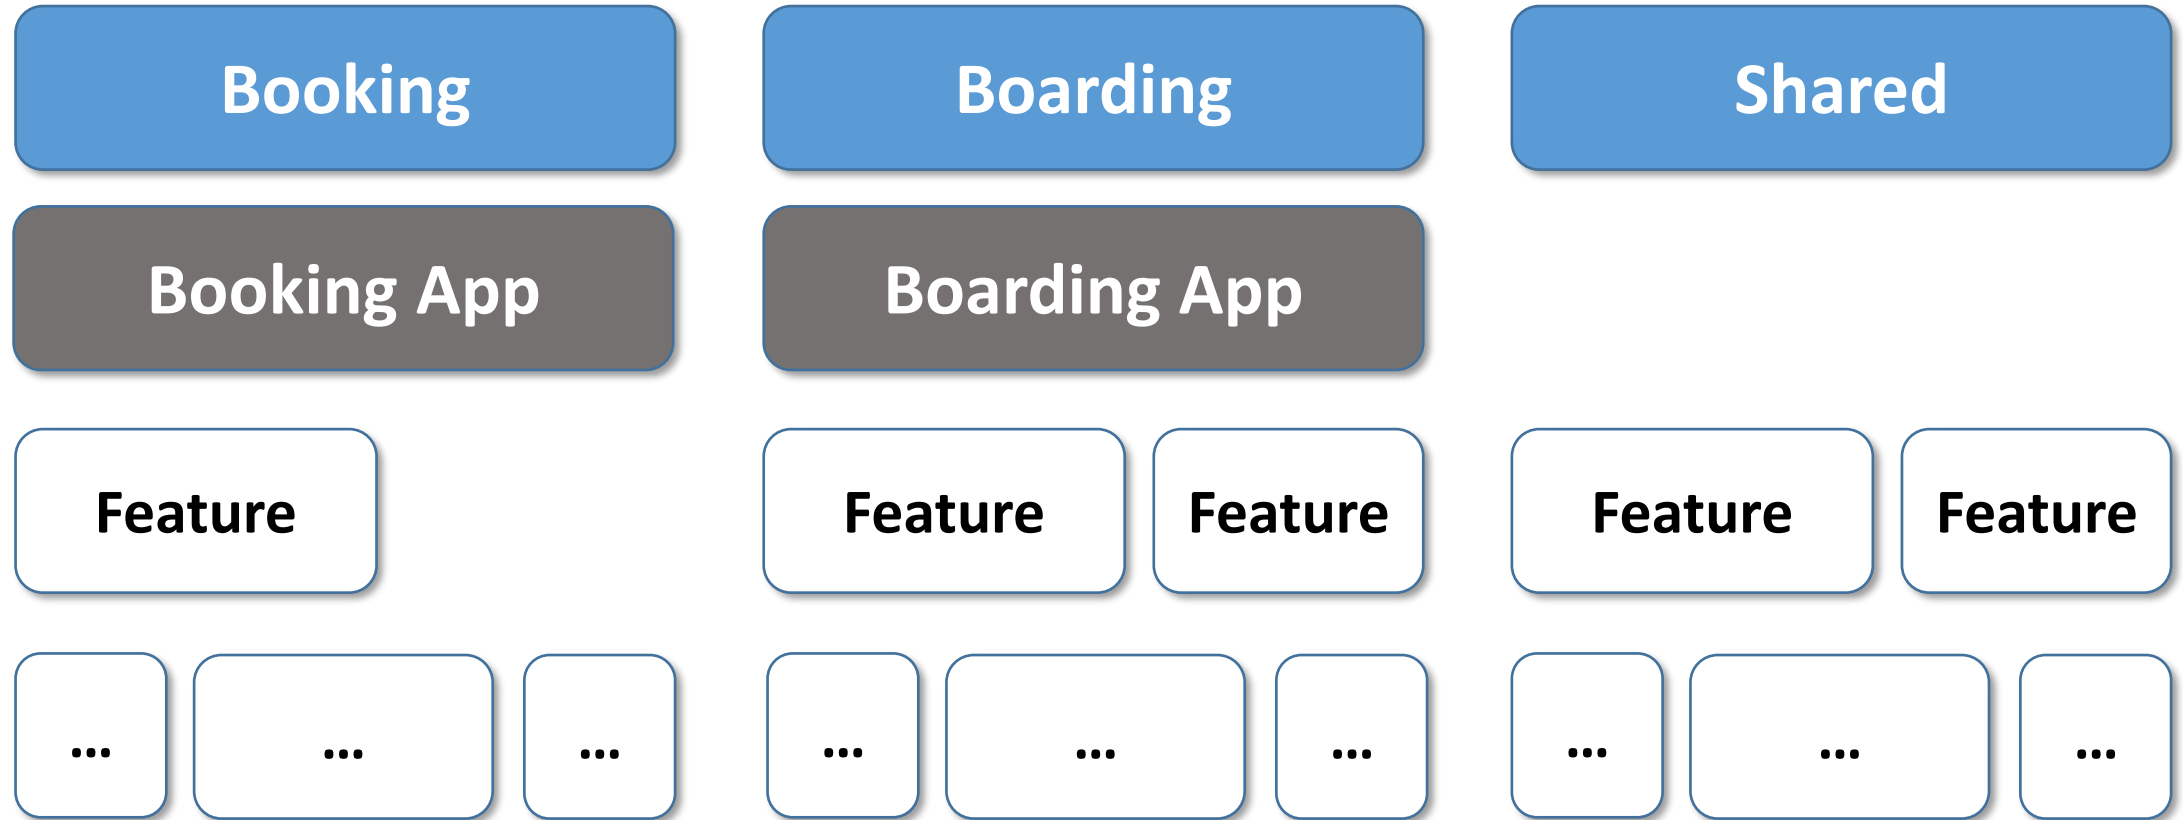 Booking
Boarding
Shared
Booking App
Boarding App
Feature
Feature
Feature
Feature
Feature
...
...
...
...
...
...
...
...
...